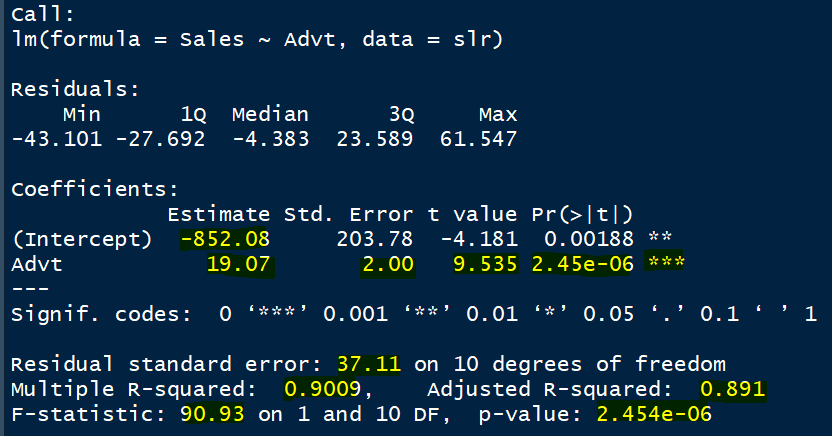 Call:
lm(formula = Sales ~ Advt, data = slr)
Residuals:
    Min      1Q  Median      3Q     Max
-43.101 -27.692  -4.383  23.589  61.547
Coefficients:
            Estimate Std. Error t value Pr(>|t|)
(Intercept)  -852.08     203.78  -4.181  0.00188 **
Advt           19.07       2.00   9.535 2.45e-06 ***
---
Signif. codes:  0 ‘***’ 0.001 ‘**’ 0.01 ‘*’ 0.05 ‘.’ 0.1 ‘ ’ 1
Residual standard error: 37.11 on 10 degrees of freedom
Multiple R-squared:  0.9009,    Adjusted R-squared:  0.891
F-statistic: 90.93 on 1 and 10 DF,  p-value: 2.454e-06